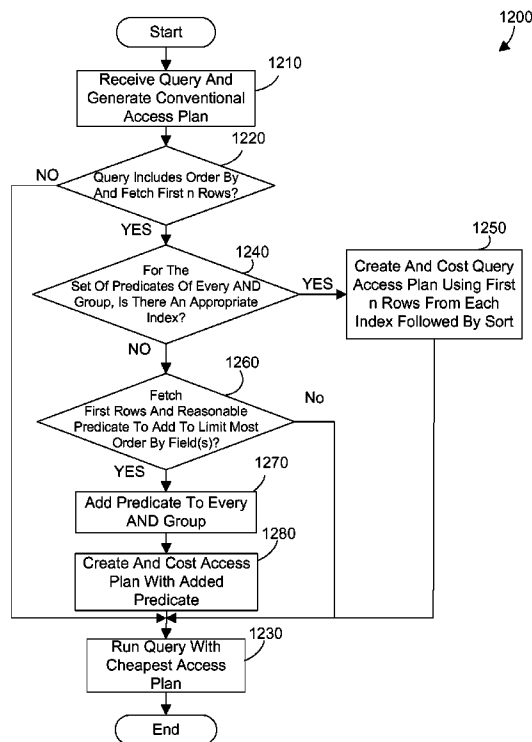 1200
Start
1210
Receive Query And
Generate Conventional
Access Plan
1220
NO
Query Includes Order By
And Fetch First n Rows?
YES
1240
For The
Set Of Predicates Of Every AND
Group, Is There An Appropriate
Index?
YES
1250
Create And Cost Query
Access Plan Using First
n Rows From Each
Index Followed By Sort
NO
1260
Fetch
First Rows And Reasonable
Predicate To Add To Limit Most
Order By Field(s)?
No
YES
1270
Add Predicate To Every
AND Group
1280
Create And Cost Access
Plan With Added
Predicate
1230
Run Query With
Cheapest Access
Plan
End